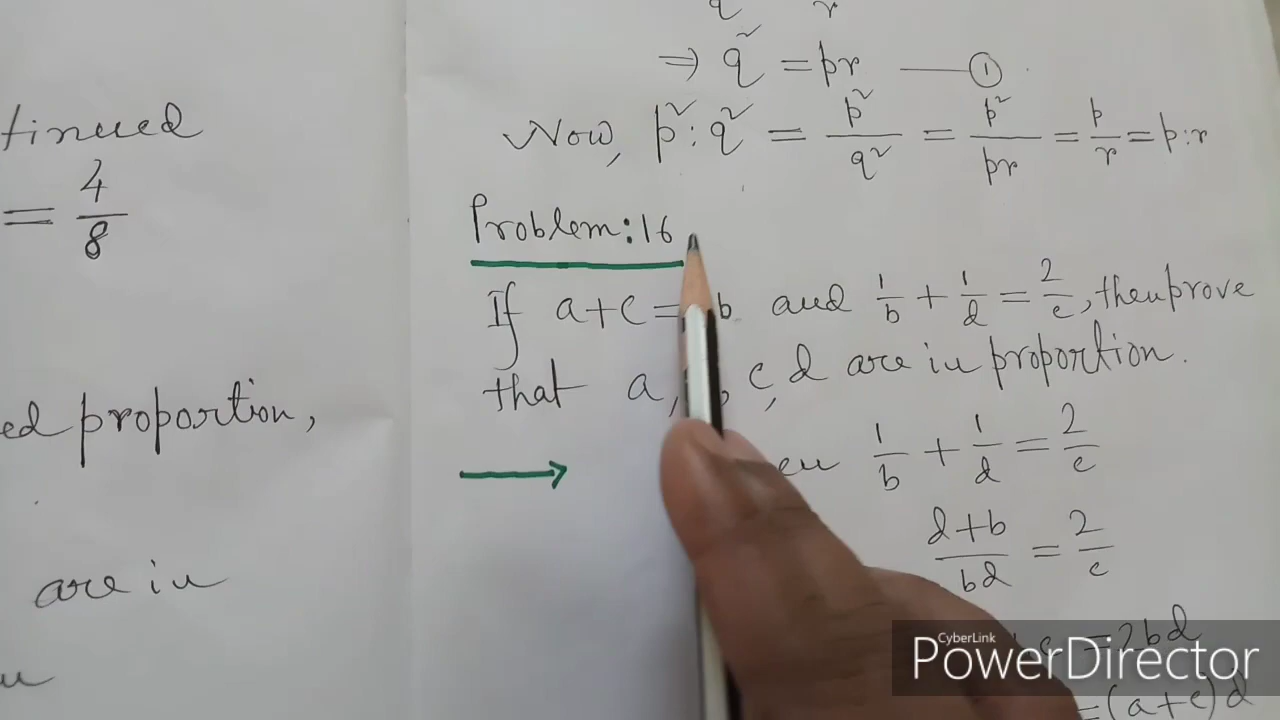 q r
⇒ q² = pr —— ①
Now, p² : q² = p²/q² = p²/pr = p/r = p : r
tinued
= 4/8
Problem : 16
If a + c = b and 1/b + 1/d = 2/c, then prove
that a, c, d are in proportion.
ed proportion,
1/b + 1/d = 2/c
d+b/bd = 2/c
are in
c = 2bd
= (a+c)d
CyberLink
PowerDirector